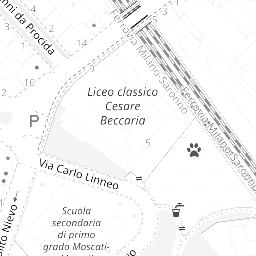 nni da Procida
Ferrovia Milano-Saronno
Liceo classico
Cesare
Beccaria
Ferrovia Milano-Saronno
P
5
Via Carlo Linneo
Scuola
secondaria
di primo
grado Moscati-
Nievo